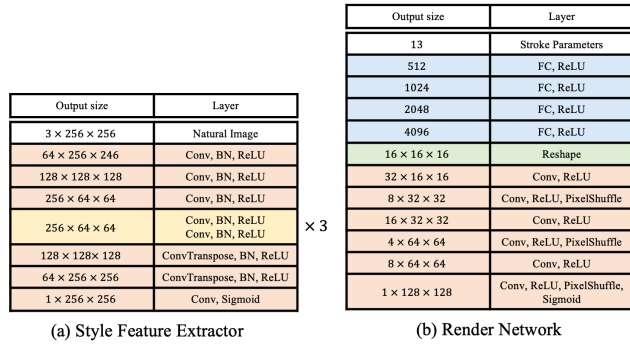 Output size Layer
3 × 256 × 256 Natural Image
64 × 256 × 246 Conv, BN, ReLU
128 × 128 × 128 Conv, BN, ReLU
256 × 64 × 64 Conv, BN, ReLU
256 × 64 × 64 Conv, BN, ReLU
Conv, BN, ReLU
× 3
128 × 128× 128 ConvTranspose, BN, ReLU
64 × 256 × 256 ConvTranspose, BN, ReLU
1 × 256 × 256 Conv, Sigmoid
(a) Style Feature Extractor
Output size Layer
13 Stroke Parameters
512 FC, ReLU
1024 FC, ReLU
2048 FC, ReLU
4096 FC, ReLU
16 × 16 × 16 Reshape
32 × 16 × 16 Conv, ReLU
8 × 32 × 32 Conv, ReLU, PixelShuffle
16 × 32 × 32 Conv, ReLU
4 × 64 × 64 Conv, ReLU, PixelShuffle
8 × 64 × 64 Conv, ReLU
1 × 128 × 128 Conv, ReLU, PixelShuffle,
Sigmoid
(b) Render Network